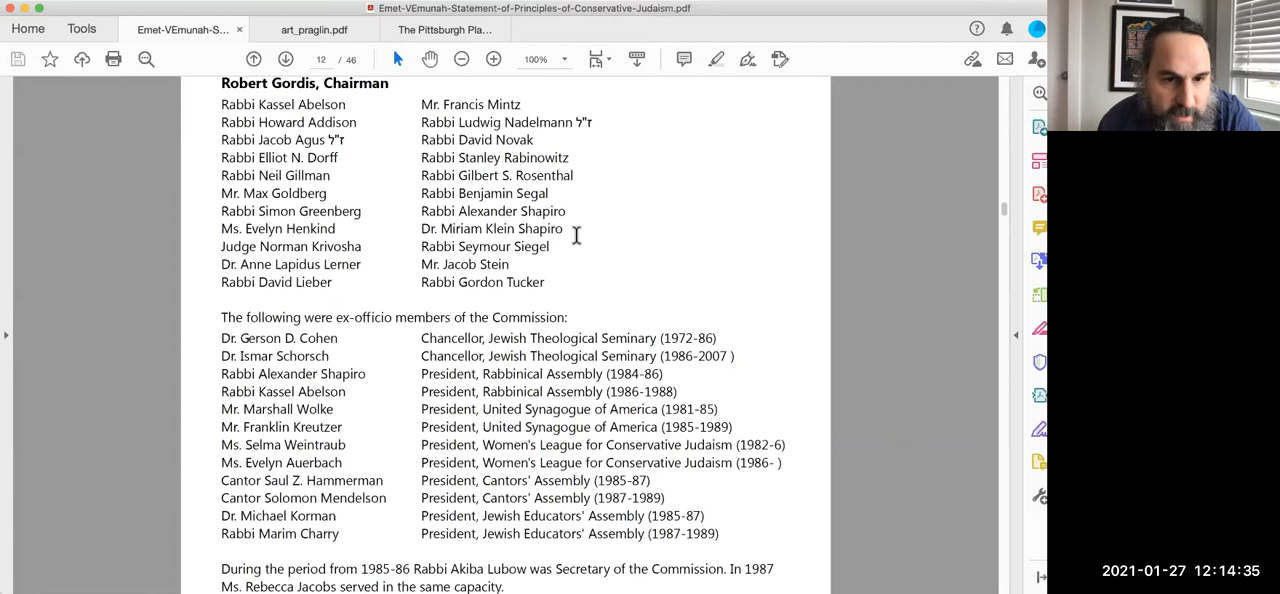 Emet-VEmunah-Statement-of-Principles-of-Conservative-Judaism.pdf
Home Tools Emet-VEmunah-S... × art_praglin.pdf The Pittsburgh Pla...
12 / 46 100%
Robert Gordis, Chairman
Rabbi Kassel Abelson Mr. Francis Mintz
Rabbi Howard Addison Rabbi Ludwig Nadelmann ז"ל
Rabbi Jacob Agus ז"ל Rabbi David Novak
Rabbi Elliot N. Dorff Rabbi Stanley Rabinowitz
Rabbi Neil Gillman Rabbi Gilbert S. Rosenthal
Mr. Max Goldberg Rabbi Benjamin Segal
Rabbi Simon Greenberg Rabbi Alexander Shapiro
Ms. Evelyn Henkind Dr. Miriam Klein Shapiro
Judge Norman Krivosha Rabbi Seymour Siegel
Dr. Anne Lapidus Lerner Mr. Jacob Stein
Rabbi David Lieber Rabbi Gordon Tucker
The following were ex-officio members of the Commission:
Dr. Gerson D. Cohen Chancellor, Jewish Theological Seminary (1972-86)
Dr. Ismar Schorsch Chancellor, Jewish Theological Seminary (1986-2007 )
Rabbi Alexander Shapiro President, Rabbinical Assembly (1984-86)
Rabbi Kassel Abelson President, Rabbinical Assembly (1986-1988)
Mr. Marshall Wolke President, United Synagogue of America (1981-85)
Mr. Franklin Kreutzer President, United Synagogue of America (1985-1989)
Ms. Selma Weintraub President, Women's League for Conservative Judaism (1982-6)
Ms. Evelyn Auerbach President, Women's League for Conservative Judaism (1986- )
Cantor Saul Z. Hammerman President, Cantors' Assembly (1985-87)
Cantor Solomon Mendelson President, Cantors' Assembly (1987-1989)
Dr. Michael Korman President, Jewish Educators' Assembly (1985-87)
Rabbi Marim Charry President, Jewish Educators' Assembly (1987-1989)
During the period from 1985-86 Rabbi Akiba Lubow was Secretary of the Commission. In 1987
Ms. Rebecca Jacobs served in the same capacity.
2021-01-27 12:14:35